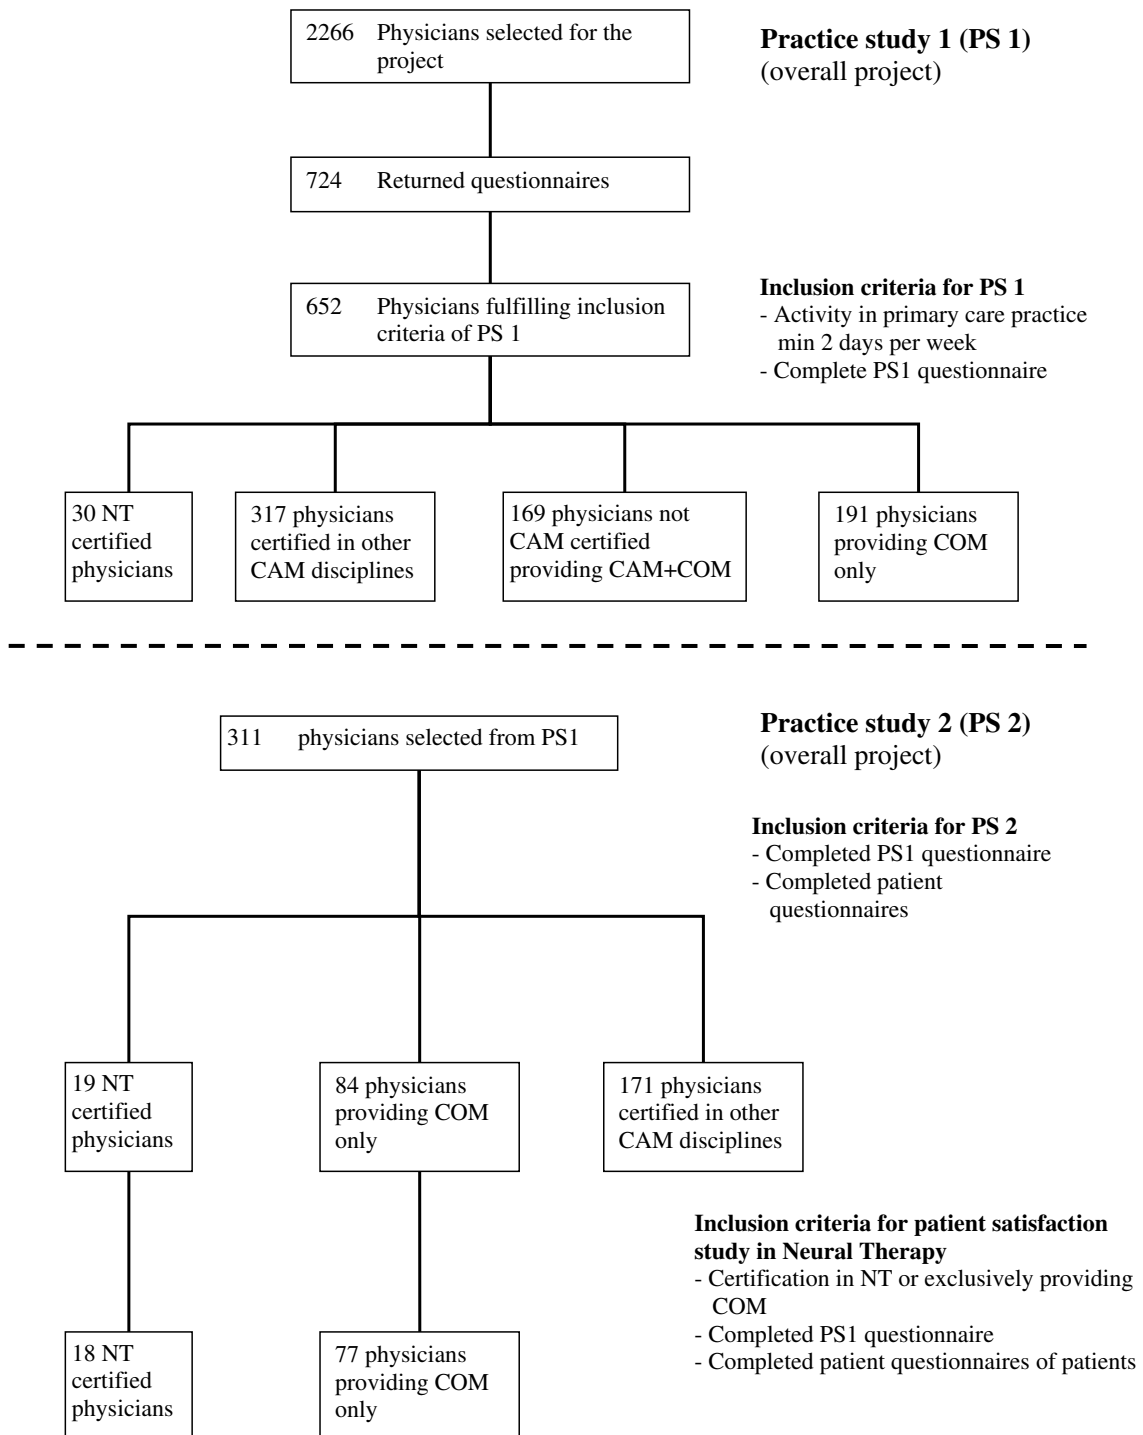 2266 Physicians selected for the
project
Practice study 1 (PS 1)
(overall project)
724 Returned questionnaires
652 Physicians fulfilling inclusion
criteria of PS 1
Inclusion criteria for PS 1
- Activity in primary care practice
min 2 days per week
- Complete PS1 questionnaire
30 NT
certified
physicians
317 physicians
certified in other
CAM disciplines
169 physicians not
CAM certified
providing CAM+COM
191 physicians
providing COM
only
311 physicians selected from PS1
Practice study 2 (PS 2)
(overall project)
Inclusion criteria for PS 2
- Completed PS1 questionnaire
- Completed patient
questionnaires
19 NT
certified
physicians
84 physicians
providing COM
only
171 physicians
certified in other
CAM disciplines
Inclusion criteria for patient satisfaction
study in Neural Therapy
- Certification in NT or exclusively providing
COM
- Completed PS1 questionnaire
- Completed patient questionnaires of patients
18 NT
certified
physicians
77 physicians
providing COM
only